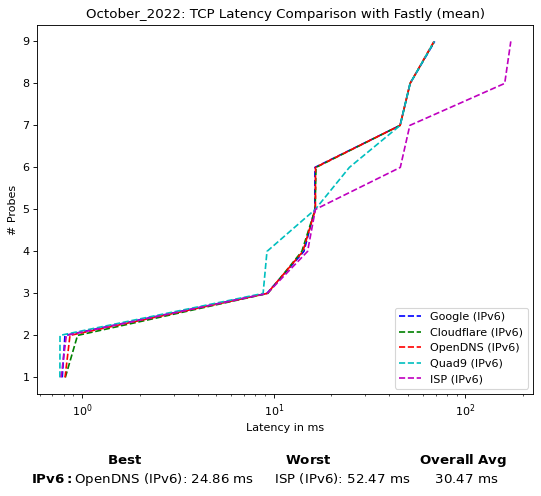 October_2022: TCP Latency Comparison with Fastly (mean)
9
8
7
6
5
4
3
2
1
# Probes
Google (IPv6)
Cloudflare (IPv6)
OpenDNS (IPv6)
Quad9 (IPv6)
ISP (IPv6)
10⁰ 10¹ 10²
Latency in ms
Best Worst Overall Avg
IPv6: OpenDNS (IPv6): 24.86 ms ISP (IPv6): 52.47 ms 30.47 ms